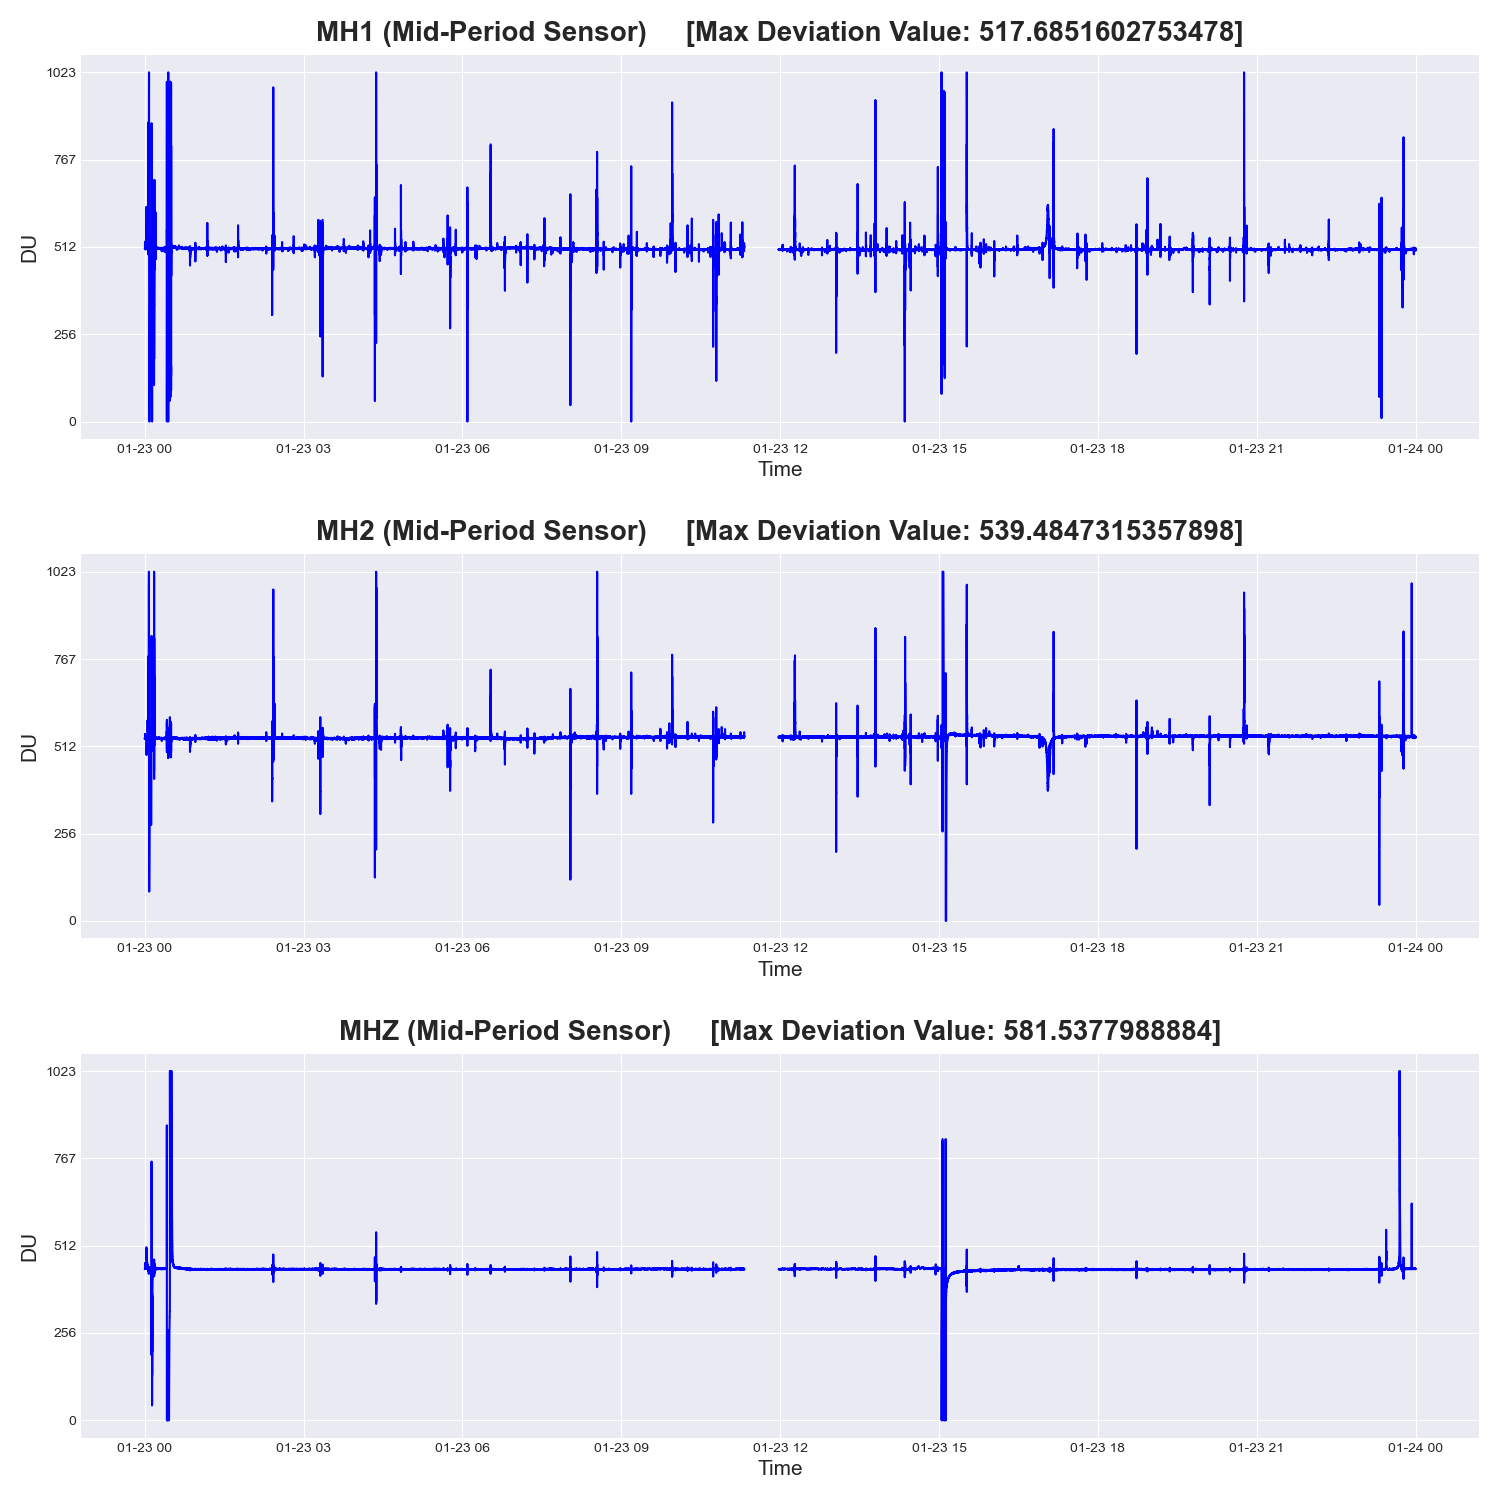 MH1 (Mid-Period Sensor) [Max Deviation Value: 517.6851602753478]
1023
767
512
256
0
DU
01-23 00 01-23 03 01-23 06 01-23 09 01-23 12 01-23 15 01-23 18 01-23 21 01-24 00
Time
MH2 (Mid-Period Sensor) [Max Deviation Value: 539.4847315357898]
1023
767
512
256
0
DU
01-23 00 01-23 03 01-23 06 01-23 09 01-23 12 01-23 15 01-23 18 01-23 21 01-24 00
Time
MHZ (Mid-Period Sensor) [Max Deviation Value: 581.5377988884]
1023
767
512
256
0
DU
01-23 00 01-23 03 01-23 06 01-23 09 01-23 12 01-23 15 01-23 18 01-23 21 01-24 00
Time